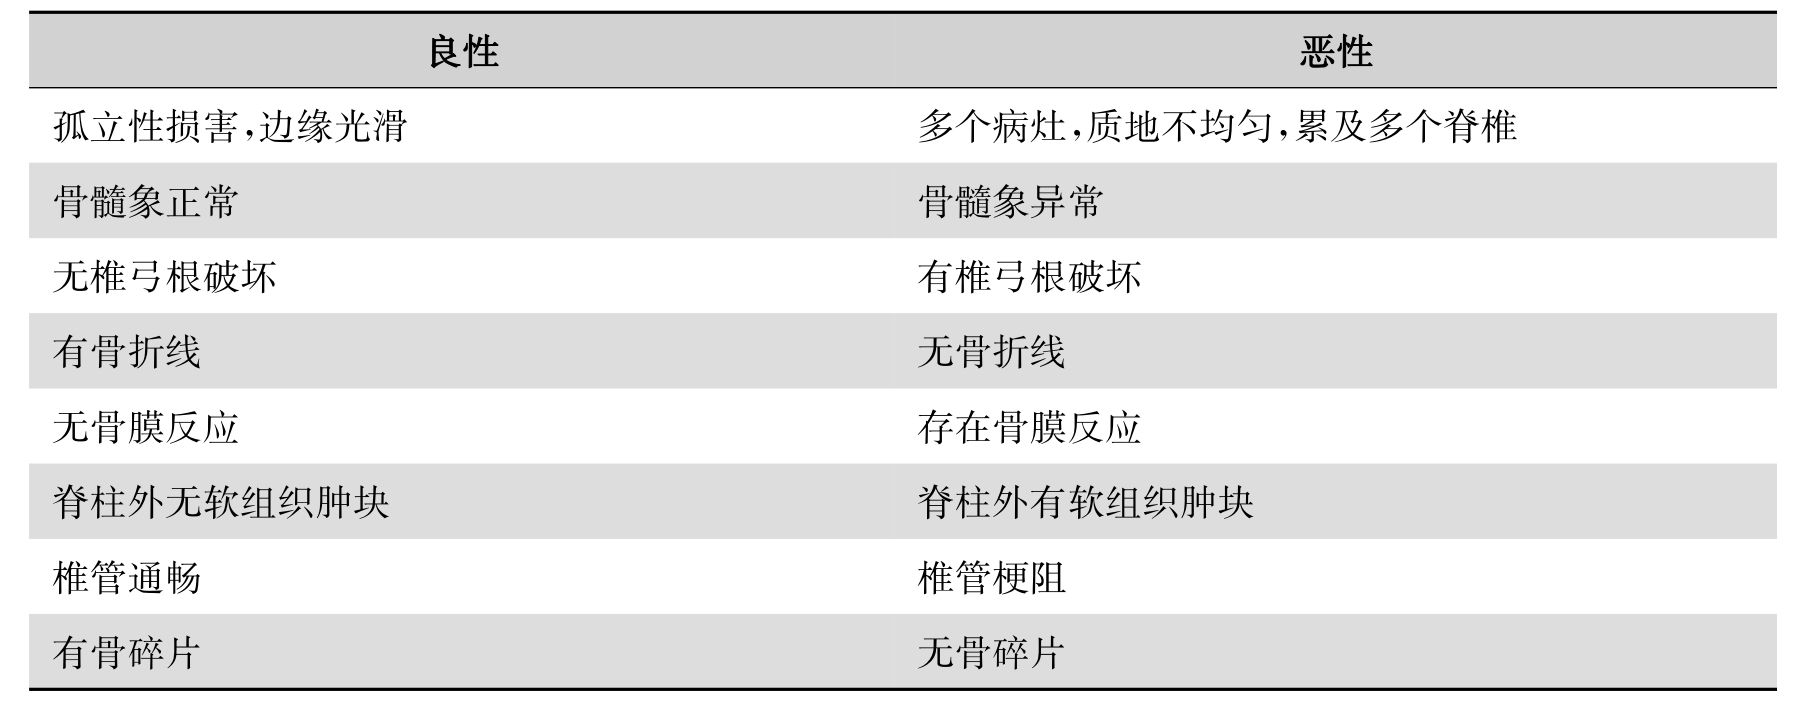 良性 恶性
孤立性损害,边缘光滑 多个病灶,质地不均匀,累及多个脊椎
骨髓象正常 骨髓象异常
无椎弓根破坏 有椎弓根破坏
有骨折线 无骨折线
无骨膜反应 存在骨膜反应
脊柱外无软组织肿块 脊柱外有软组织肿块
椎管通畅 椎管梗阻
有骨碎片 无骨碎片